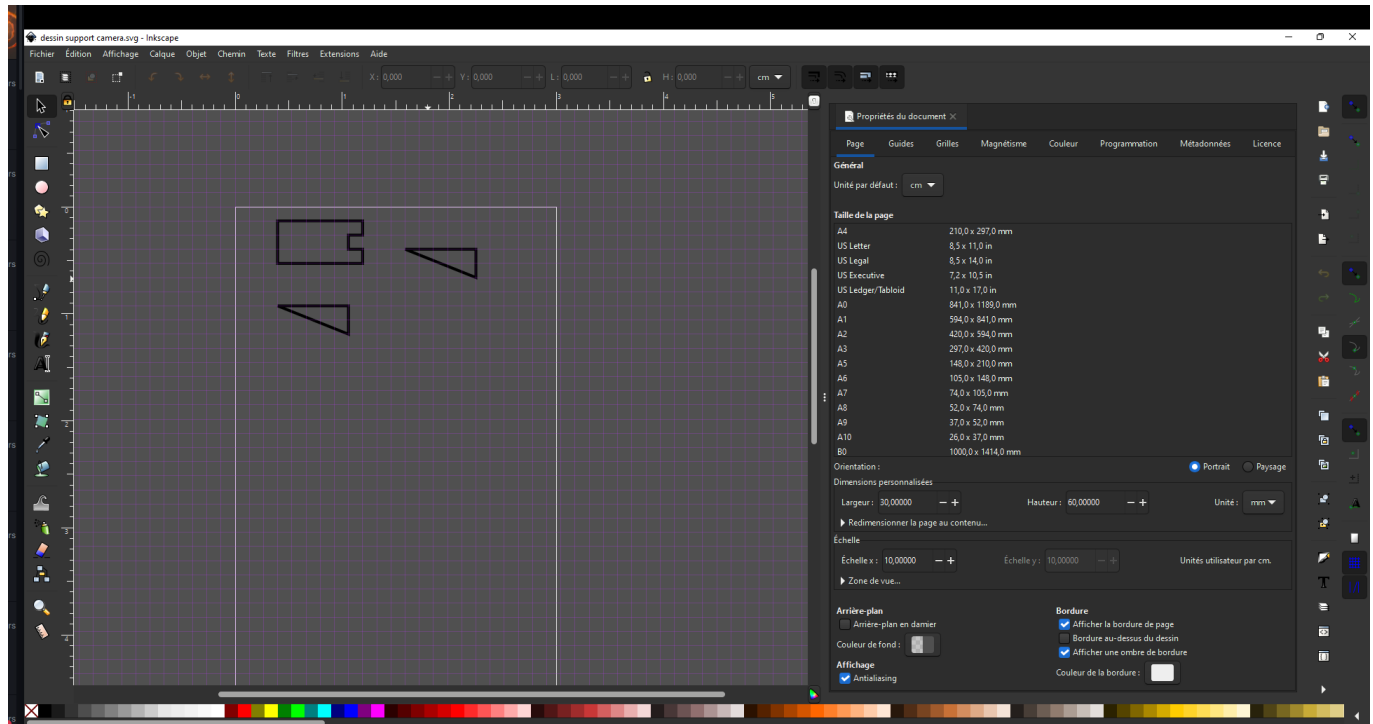 dessin support camera.svg - Inkscape
Fichier Édition Affichage Calque Objet Chemin Texte Filtres Extensions Aide
X : 0,000 Y : 0,000 L : 0,000 H : 0,000 cm
-1 0 1 2 3 4 5
Propriétés du document
Page Guides Grilles Magnétisme Couleur Programmation Métadonnées Licence
Général
Unité par défaut : cm
Taille de la page
A4 210,0 x 297,0 mm
US Letter 8,5 x 11,0 in
US Legal 8,5 x 14,0 in
US Executive 7,2 x 10,5 in
US Ledger/Tabloid 11,0 x 17,0 in
A0 841,0 x 1189,0 mm
A1 594,0 x 841,0 mm
A2 420,0 x 594,0 mm
A3 297,0 x 420,0 mm
A5 148,0 x 210,0 mm
A6 105,0 x 148,0 mm
A7 74,0 x 105,0 mm
A8 52,0 x 74,0 mm
A9 37,0 x 52,0 mm
A10 26,0 x 37,0 mm
B0 1000,0 x 1414,0 mm
Orientation : Portrait Paysage
Dimensions personnalisées
Largeur : 30,00000 Hauteur : 60,00000 Unité : mm
Redimensionner la page au contenu...
Échelle
Échelle x : 10,00000 Échelle y : 10,00000 Unités utilisateur par cm.
Zone de vue...
Arrière-plan Bordure
Arrière-plan en damier Afficher la bordure de page
Bordure au-dessus du dessin
Couleur de fond : Afficher une ombre de bordure
Affichage
Couleur de la bordure :
Antialiasing